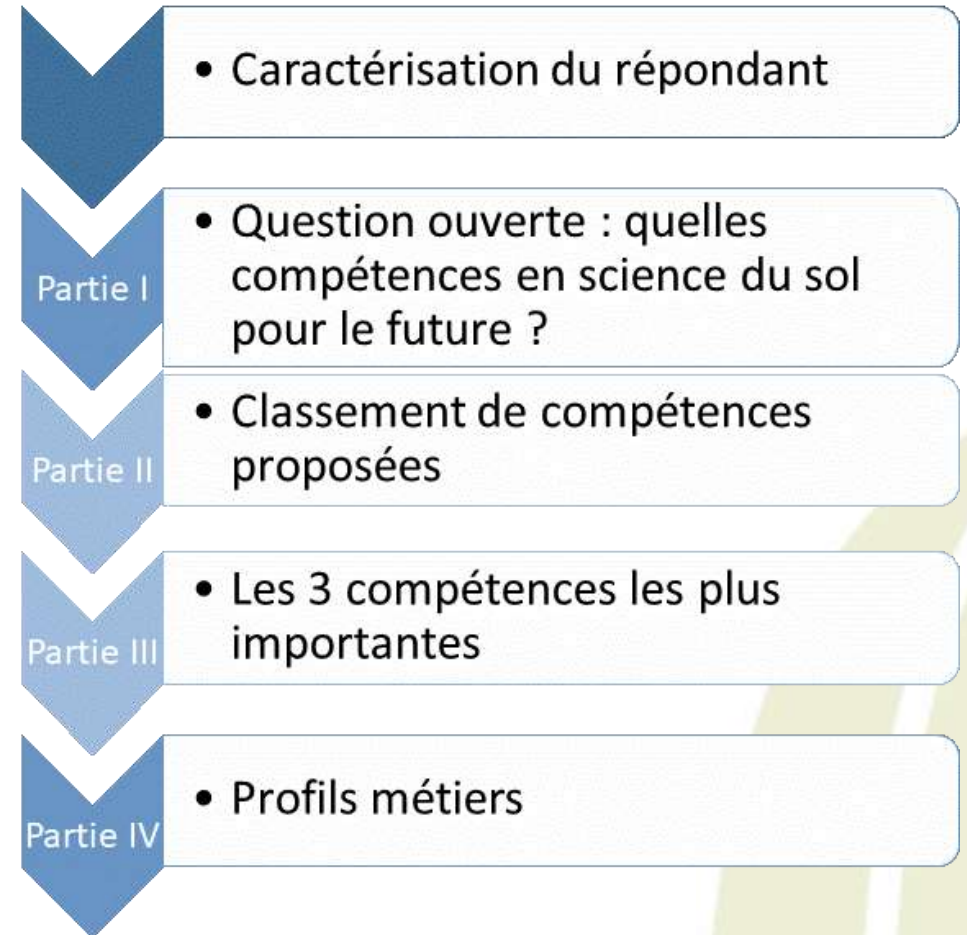 • Caractérisation du répondant
Partie I
• Question ouverte : quelles
compétences en science du sol
pour le future ?
Partie II
• Classement de compétences
proposées
Partie III
• Les 3 compétences les plus
importantes
Partie IV
• Profils métiers